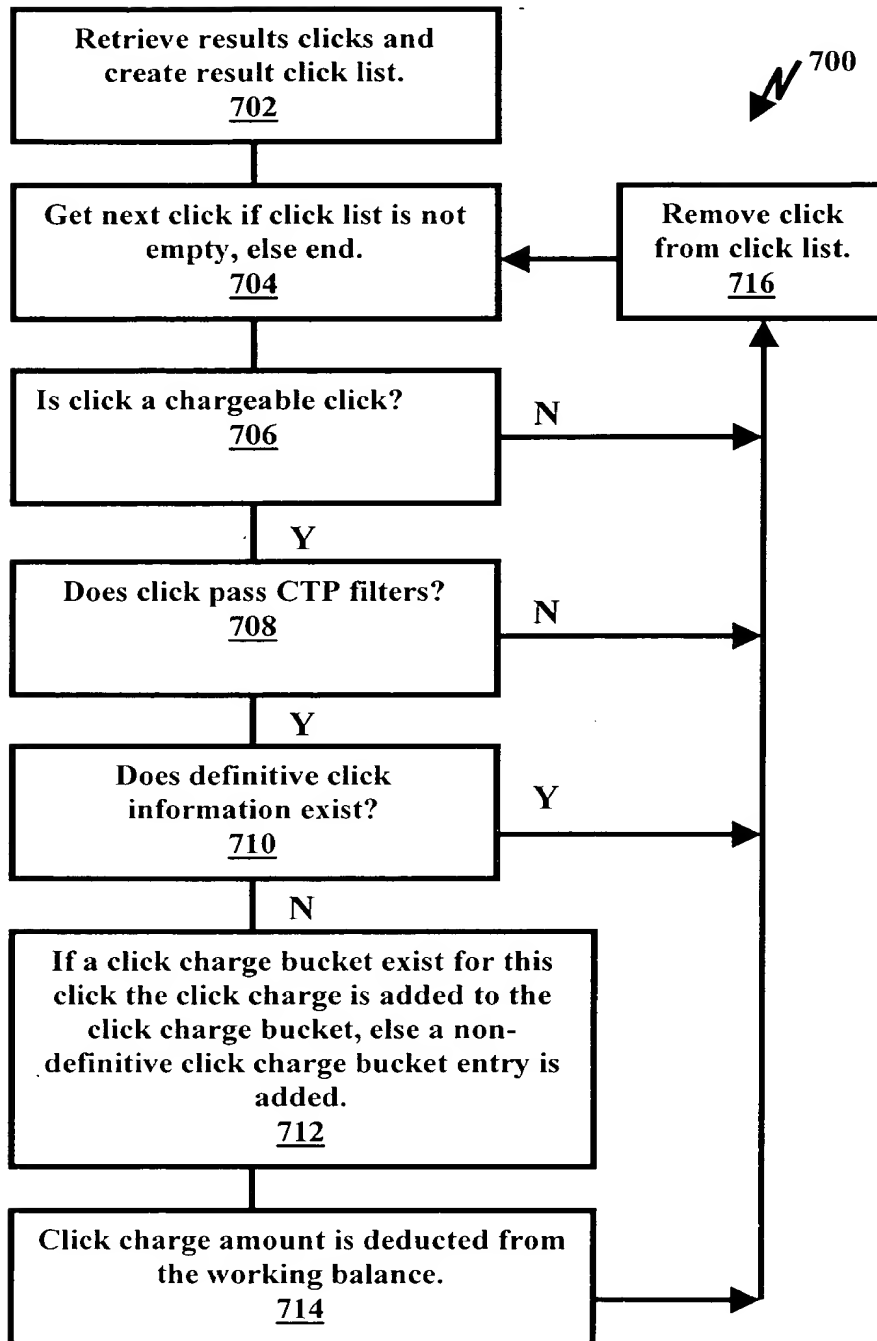 Retrieve results clicks and
create result click list.
702
700
Get next click if click list is not
empty, else end.
704
Remove click
from click list.
716
Is click a chargeable click?
706
N
Y
Does click pass CTP filters?
708
N
Y
Does definitive click
information exist?
710
Y
N
If a click charge bucket exist for this
click the click charge is added to the
click charge bucket, else a non-
definitive click charge bucket entry is
added.
712
Click charge amount is deducted from
the working balance.
714